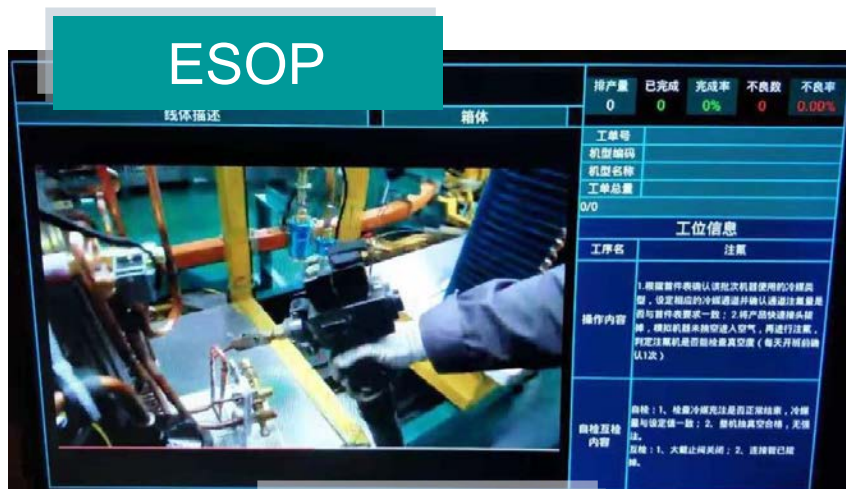 ESOP
线体描述
箱体
排产量 已完成 完成率 不良数 不良率
0 0 0% 0 0.00%
工单号
机型编码
机型名称
工单总量
0/0
工位信息
工序名 注氟
操作内容
1.根据首件表确认该批次机器使用的冷媒类
型，设定相应的冷媒通道并确认通道注氟量是
否与首件表要求一致；2.将产品快速接头拔
掉，模拟机器未抽空进入空气，再进行注氟，
判定注氟机是否能检查真空度（每天开班前确
认1次）
自检互检
内容
自检：1、检查冷媒充注是否正常结束，冷媒
量与设定值一致；2、整机抽真空合格，无强
注。
互检：1、大截止阀关闭；2、连接管已拔
掉。